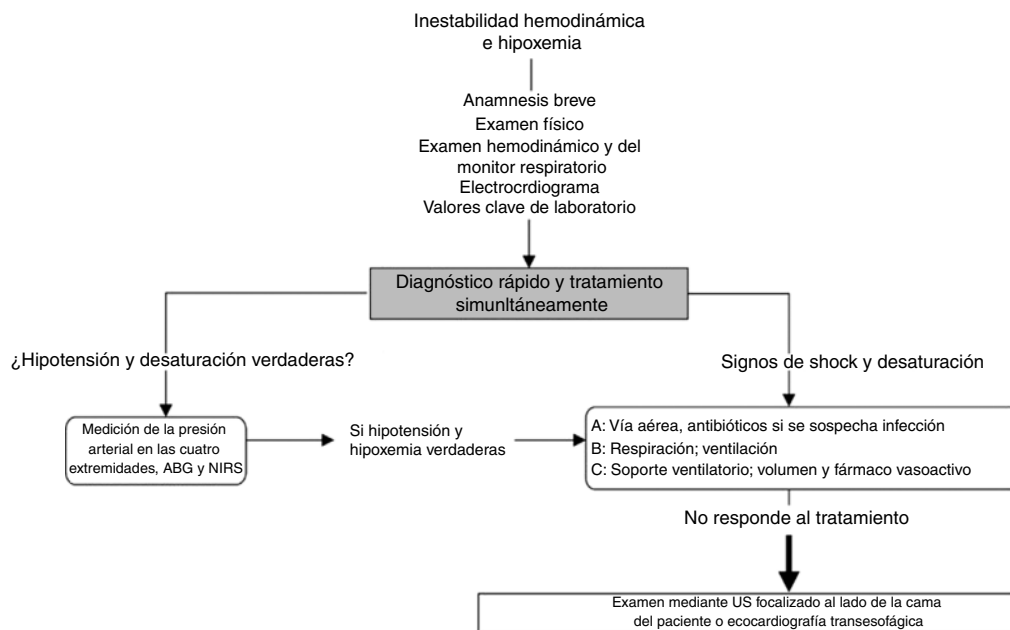 Inestabilidad hemodinámica
e hipoxemia
Anamnesis breve
Examen físico
Examen hemodinámico y del
monitor respiratorio
Electrocrdiograma
Valores clave de laboratorio
Diagnóstico rápido y tratamiento
simunltáneamente
¿Hipotensión y desaturación verdaderas?
Signos de shock y desaturación
Medición de la presión
arterial en las cuatro
extremidades, ABG y NIRS
Si hipotensión y
hipoxemia verdaderas
A: Vía aérea, antibióticos si se sospecha infección
B: Respiración; ventilación
C: Soporte ventilatorio; volumen y fármaco vasoactivo
No responde al tratamiento
Examen mediante US focalizado al lado de la cama
del paciente o ecocardiografía transesofágica